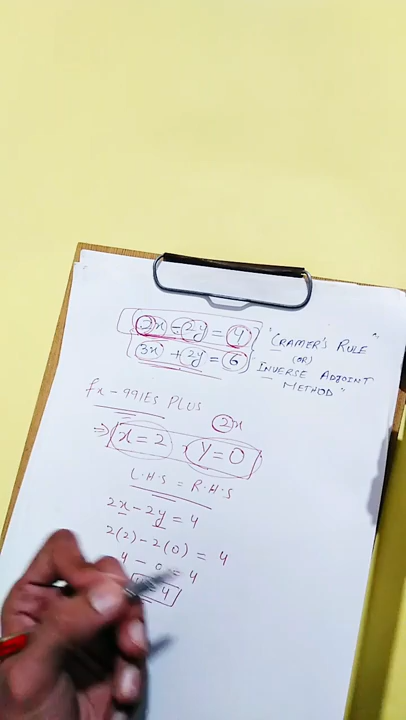 2x - 2y = 4
3x + 2y = 6
"CRAMER'S RULE
(OR)
INVERSE ADJOINT
METHOD"
fx-991ES PLUS
2x
⇒ x = 2, y = 0
L.H.S = R.H.S
2x - 2y = 4
2(2) - 2(0) = 4
4 - 0 = 4
4